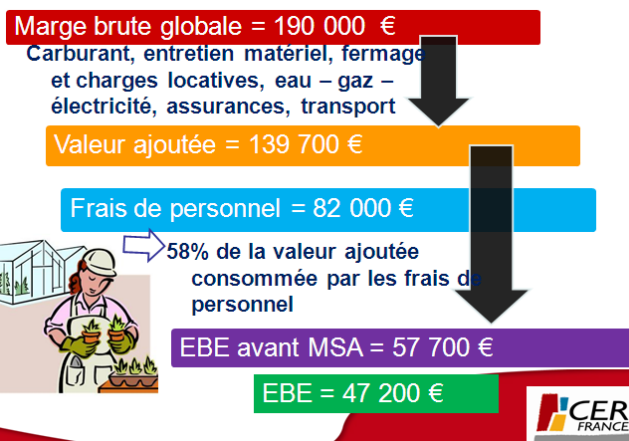 Marge brute globale = 190 000 €
Carburant, entretien matériel, fermage
et charges locatives, eau – gaz –
électricité, assurances, transport
Valeur ajoutée = 139 700 €
Frais de personnel = 82 000 €
58% de la valeur ajoutée
consommée par les frais de
personnel
EBE avant MSA = 57 700 €
EBE = 47 200 €
CER
FRANCE